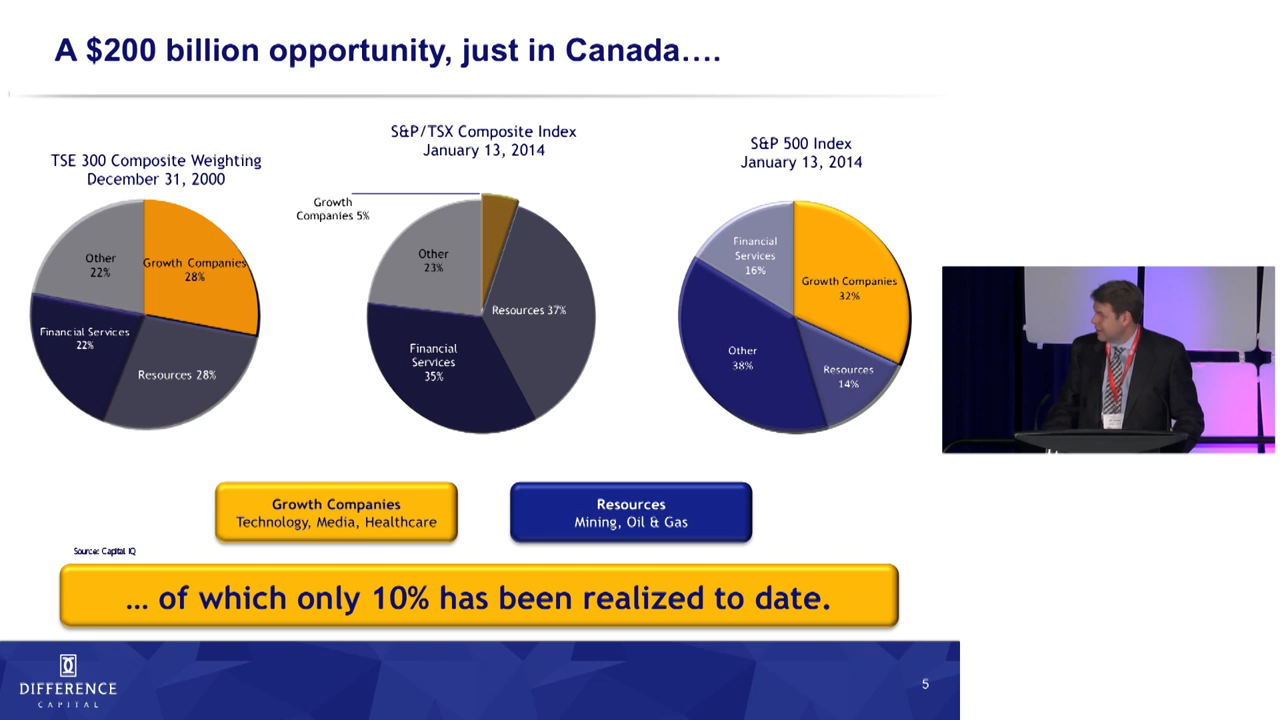 A $200 billion opportunity, just in Canada….
TSE 300 Composite Weighting
December 31, 2000
Other
22%
Growth Companies
28%
Financial Services
22%
Resources 28%
S&P/TSX Composite Index
January 13, 2014
Growth
Companies 5%
Other
23%
Resources 37%
Financial
Services
35%
S&P 500 Index
January 13, 2014
Financial
Services
16%
Growth Companies
32%
Other
38%
Resources
14%
Growth Companies
Technology, Media, Healthcare
Resources
Mining, Oil & Gas
Source: Capital IQ
… of which only 10% has been realized to date.
DIFFERENCE
CAPITAL
5